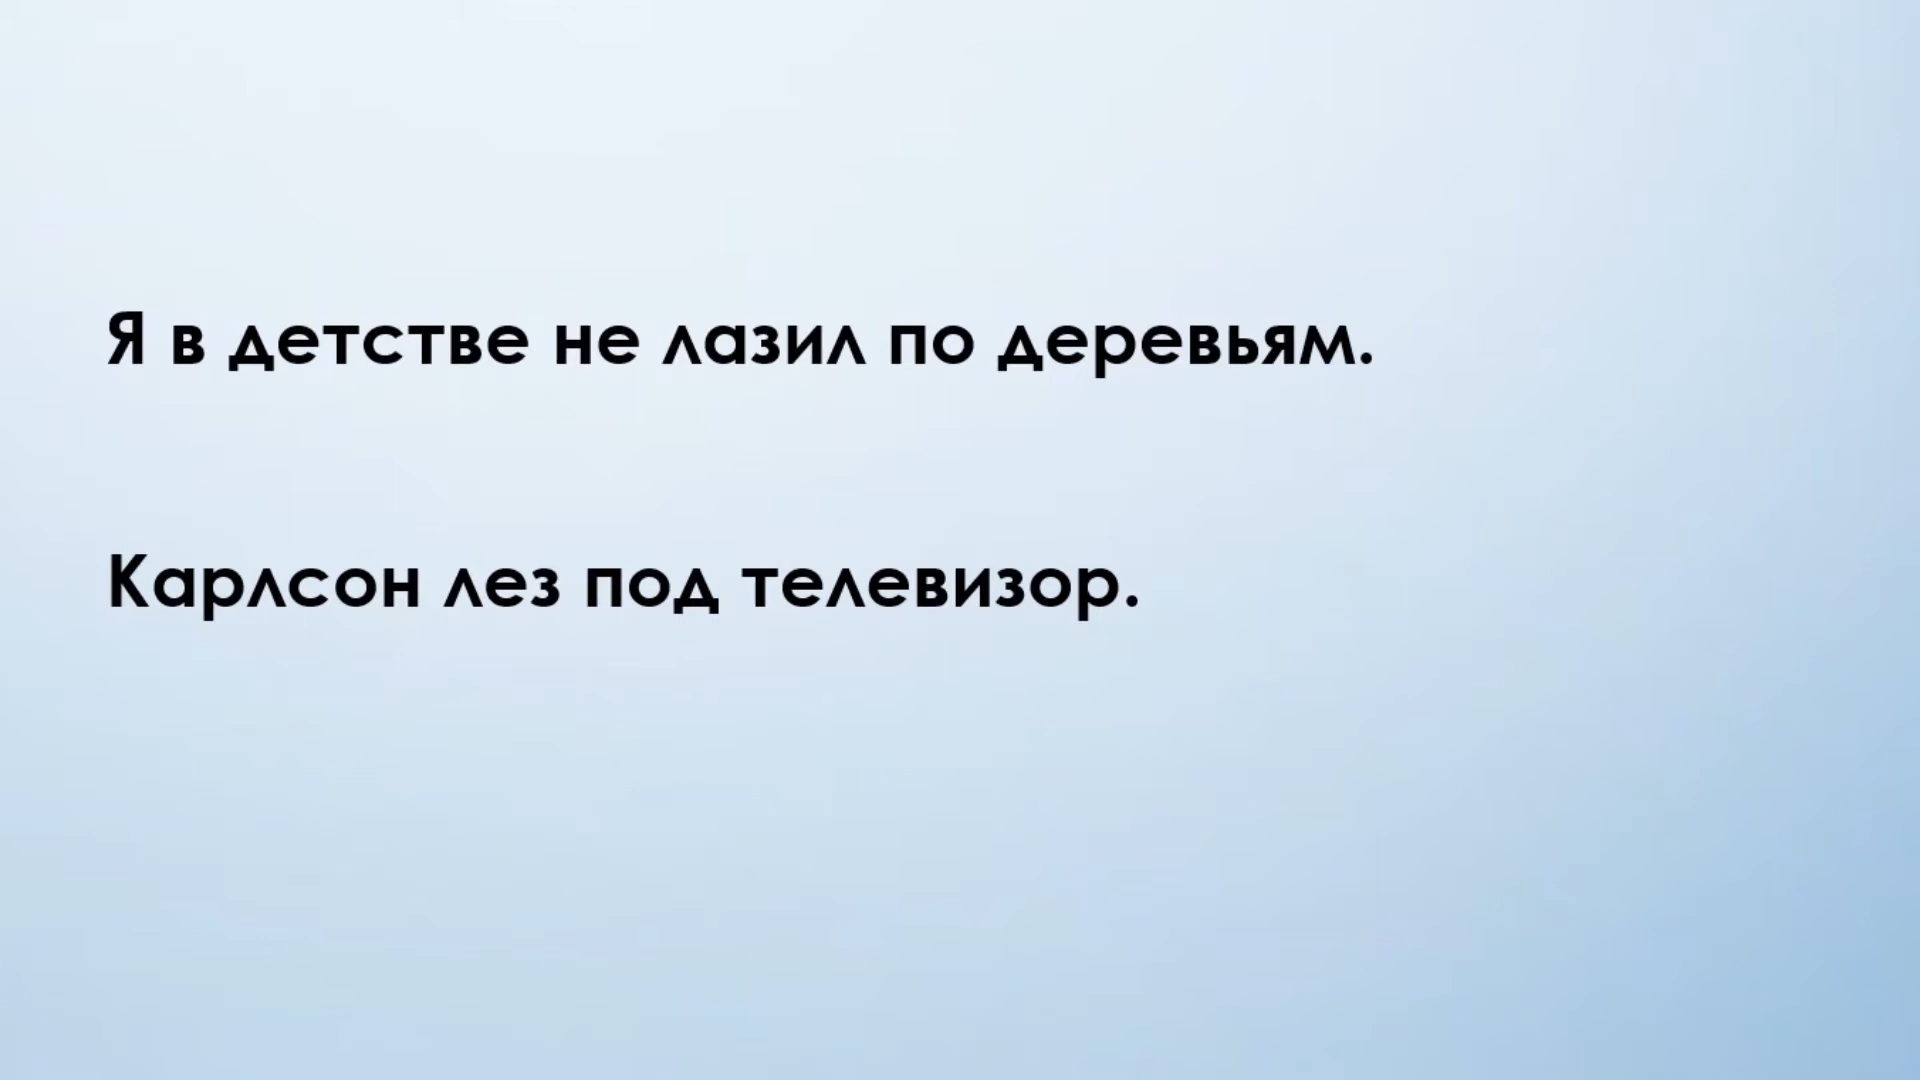 Я в детстве не лазил по деревьям.
Карлсон лез под телевизор.